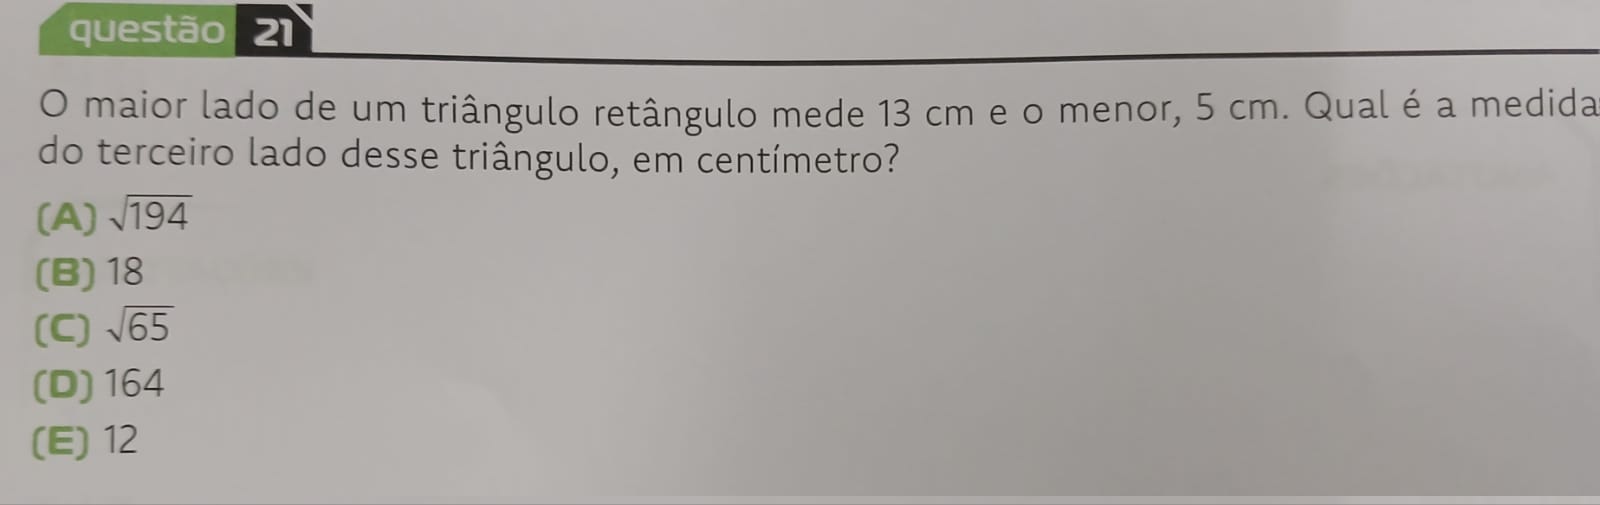 questão 21
O maior lado de um triângulo retângulo mede 13 cm e o menor, 5 cm. Qual é a medida
do terceiro lado desse triângulo, em centímetro?
(A) √194
(B) 18
(C) √65
(D) 164
(E) 12